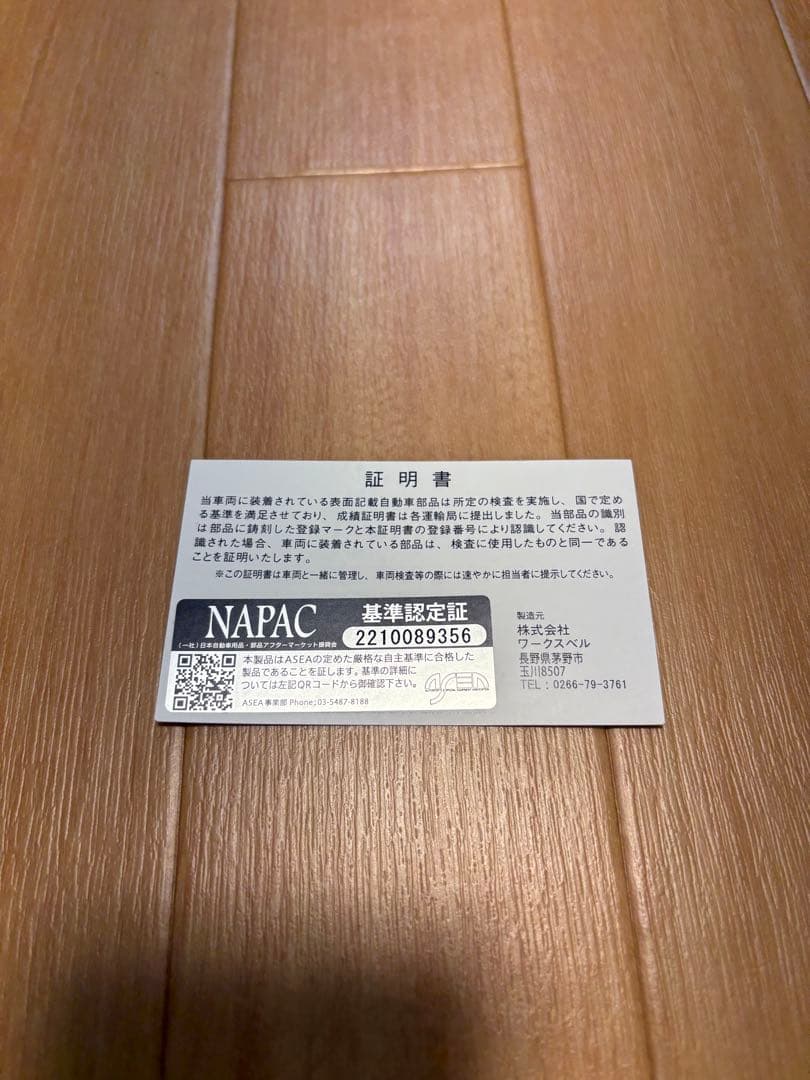 証明書
当車両に装着されている表面記載自動車部品は所定の検査を実施し、国で定め
る基準を満足させており、成績証明書は各運輸局に提出しました。当部品の識別
は部品に鋳刻した登録マークと本証明書の登録番号により認識してください。認
識された場合、車両に装着されている部品は、検査に使用したものと同一である
ことを証明いたします。
※この証明書は車両と一緒に管理し、車両検査等の際には速やかに担当者に提示してください。
NAPAC
(一社)日本自動車用品・部品アフターマーケット振興会
基準認定証
2210089356
本製品はASEAの定めた厳格な自主基準に合格した
製品であることを証します。基準の詳細に
ついては左記QRコードから御確認下さい。
ASEA事業部 Phone;03-5487-8188
ASEA
製造元
株式会社
ワークスベル
長野県茅野市
玉川8507
TEL：0266-79-3761